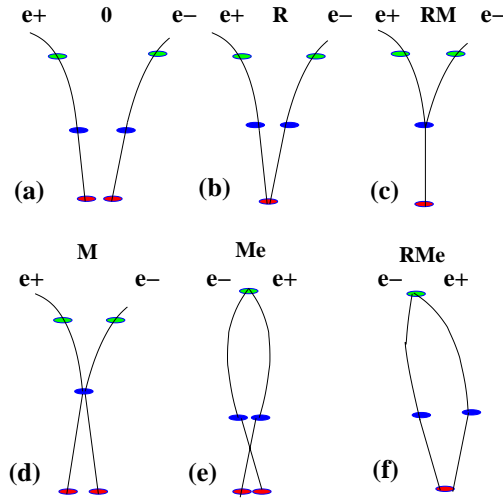 e+ 0 e−
e+ R e−
e+ RM e−
(a)
(b)
(c)
M
Me
RMe
e+ e−
e− e+
e− e+
(d)
(e)
(f)